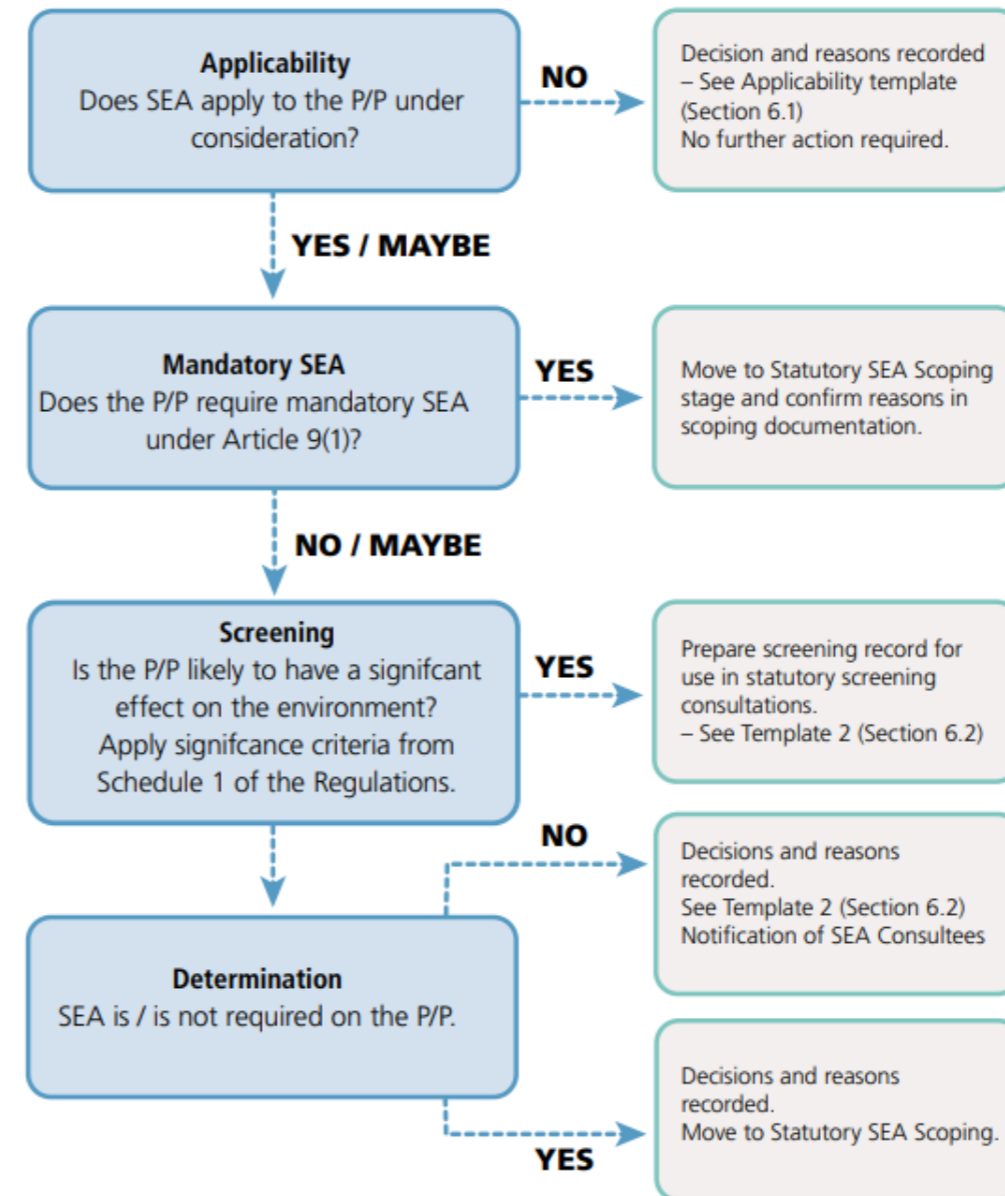 Applicability
Does SEA apply to the P/P under
consideration?
NO
Decision and reasons recorded
– See Applicability template
(Section 6.1)
No further action required.
YES / MAYBE
Mandatory SEA
Does the P/P require mandatory SEA
under Article 9(1)?
YES
Move to Statutory SEA Scoping
stage and confirm reasons in
scoping documentation.
NO / MAYBE
Screening
Is the P/P likely to have a signifcant
effect on the environment?
Apply signifcance criteria from
Schedule 1 of the Regulations.
YES
Prepare screening record for
use in statutory screening
consultations.
– See Template 2 (Section 6.2)
Determination
SEA is / is not required on the P/P.
NO
Decisions and reasons
recorded.
See Template 2 (Section 6.2)
Notification of SEA Consultees
YES
Decisions and reasons
recorded.
Move to Statutory SEA Scoping.